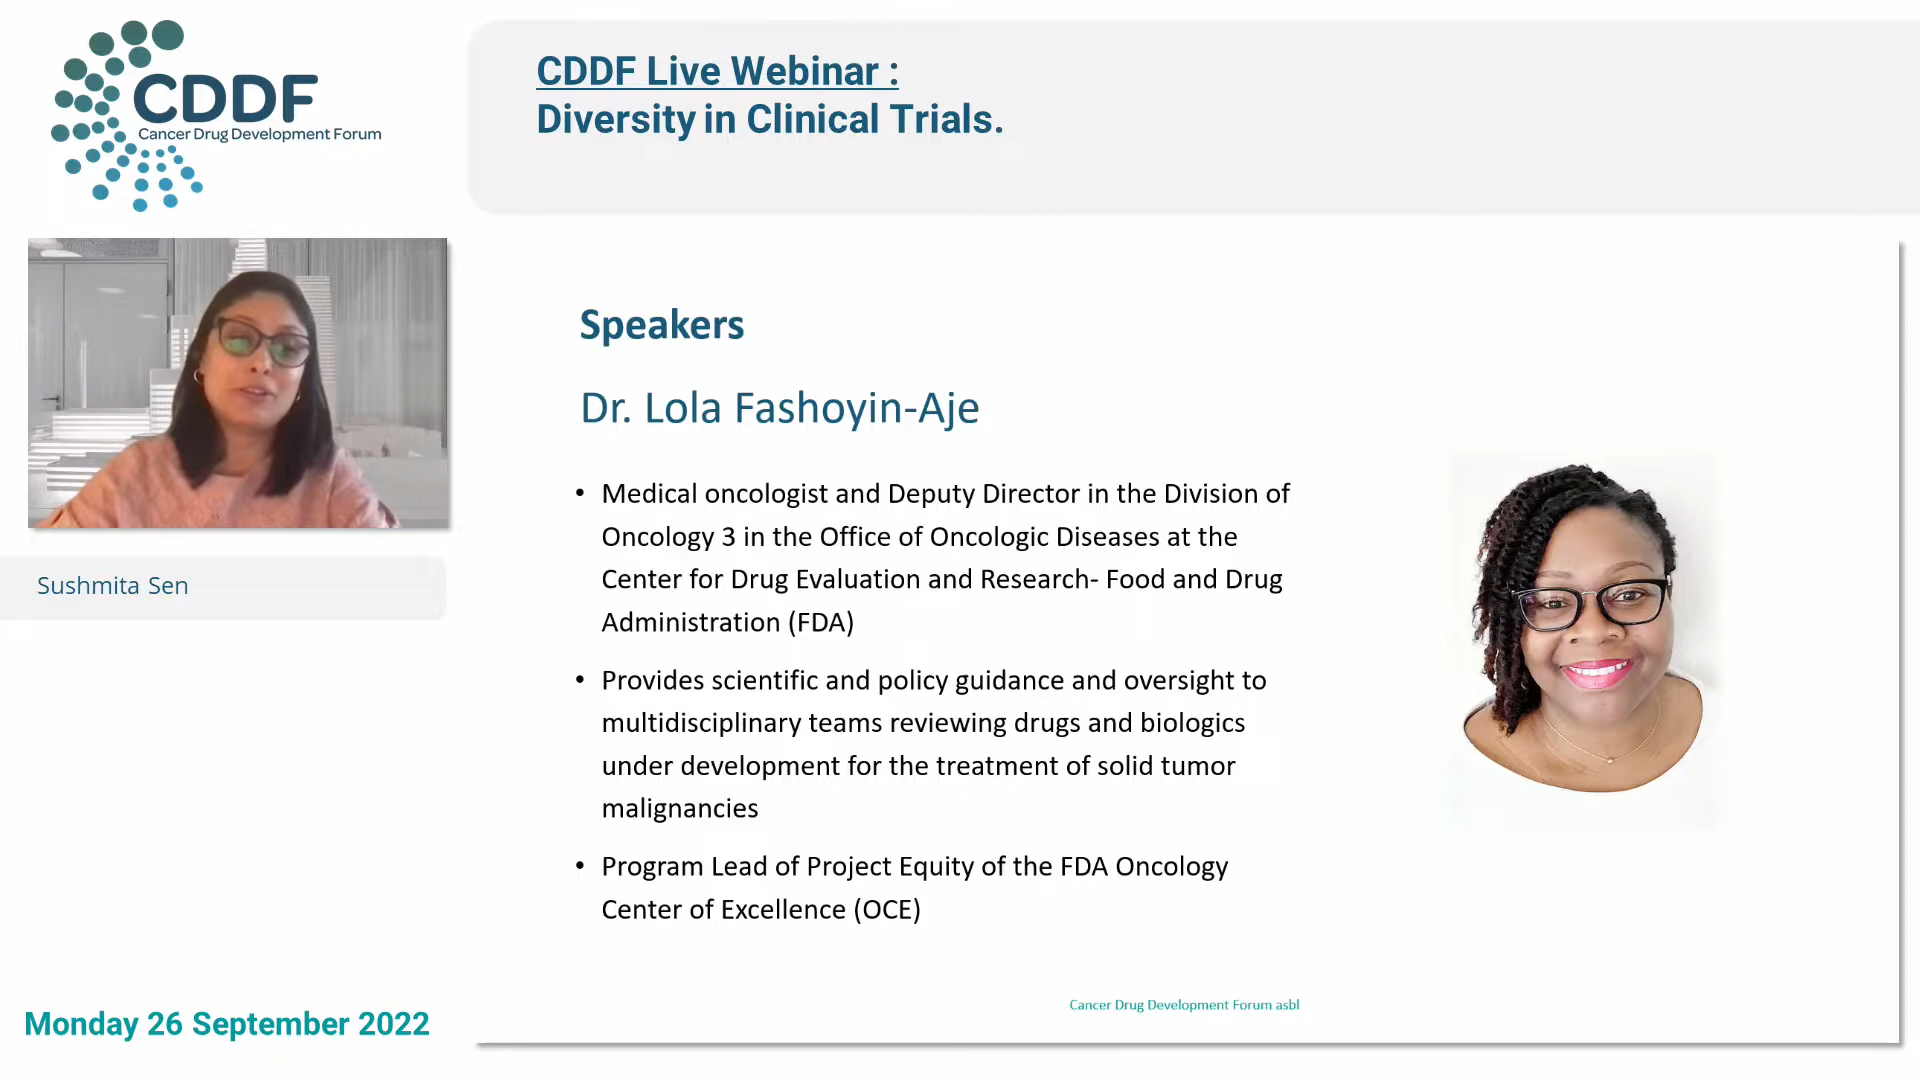 CDDF
Cancer Drug Development Forum
CDDF Live Webinar :
Diversity in Clinical Trials.
Sushmita Sen
Speakers
Dr. Lola Fashoyin-Aje
• Medical oncologist and Deputy Director in the Division of
Oncology 3 in the Office of Oncologic Diseases at the
Center for Drug Evaluation and Research- Food and Drug
Administration (FDA)
• Provides scientific and policy guidance and oversight to
multidisciplinary teams reviewing drugs and biologics
under development for the treatment of solid tumor
malignancies
• Program Lead of Project Equity of the FDA Oncology
Center of Excellence (OCE)
Cancer Drug Development Forum asbl
Monday 26 September 2022